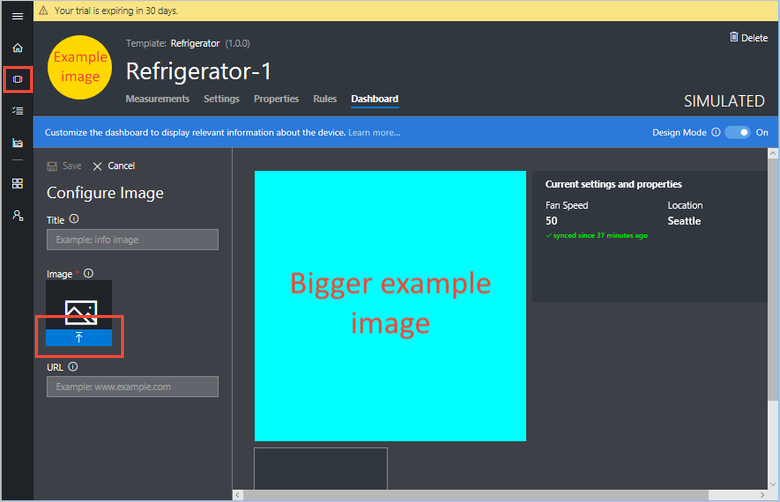 Your trial is expiring in 30 days.
Example
image
Template: Refrigerator (1.0.0)
Delete
Refrigerator-1
Measurements Settings Properties Rules Dashboard
SIMULATED
Customize the dashboard to display relevant information about the device. Learn more...
Design Mode On
Save Cancel
Configure Image
Title
Example: info image
Image *
URL
Example: www.example.com
Bigger example
image
Current settings and properties
Fan Speed Location
50 Seattle
synced since 37 minutes ago